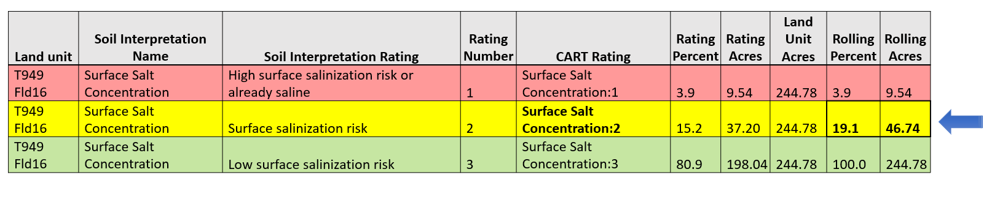 Land unit
Soil Interpretation
Name
Soil Interpretation Rating
Rating
Number
CART Rating
Rating
Percent
Rating
Acres
Land
Unit
Acres
Rolling
Percent
Rolling
Acres
T949
Fld16
Surface Salt
Concentration
High surface salinization risk or
already saline
1
Surface Salt
Concentration:1
3.9
9.54
244.78
3.9
9.54
T949
Fld16
Surface Salt
Concentration
Surface salinization risk
2
Surface Salt
Concentration:2
15.2
37.20
244.78
19.1
46.74
T949
Fld16
Surface Salt
Concentration
Low surface salinization risk
3
Surface Salt
Concentration:3
80.9
198.04
244.78
100.0
244.78